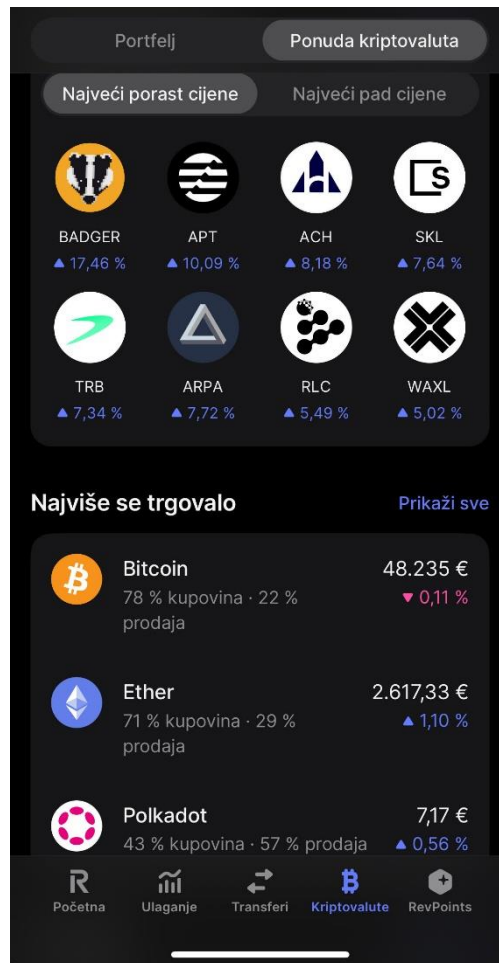 Portfelj Ponuda kriptovaluta
Najveći porast cijene Najveći pad cijene
BADGER APT ACH SKL
▲ 17,46 % ▲ 10,09 % ▲ 8,18 % ▲ 7,64 %
TRB ARPA RLC WAXL
▲ 7,34 % ▲ 7,72 % ▲ 5,49 % ▲ 5,02 %
Najviše se trgovalo Prikaži sve
Bitcoin 48.235 €
78 % kupovina · 22 % ▼ 0,11 %
prodaja
Ether 2.617,33 €
71 % kupovina · 29 % ▲ 1,10 %
prodaja
Polkadot 7,17 €
43 % kupovina · 57 % prodaja ▲ 0,56 %
Početna Ulaganje Transferi Kriptovalute RevPoints